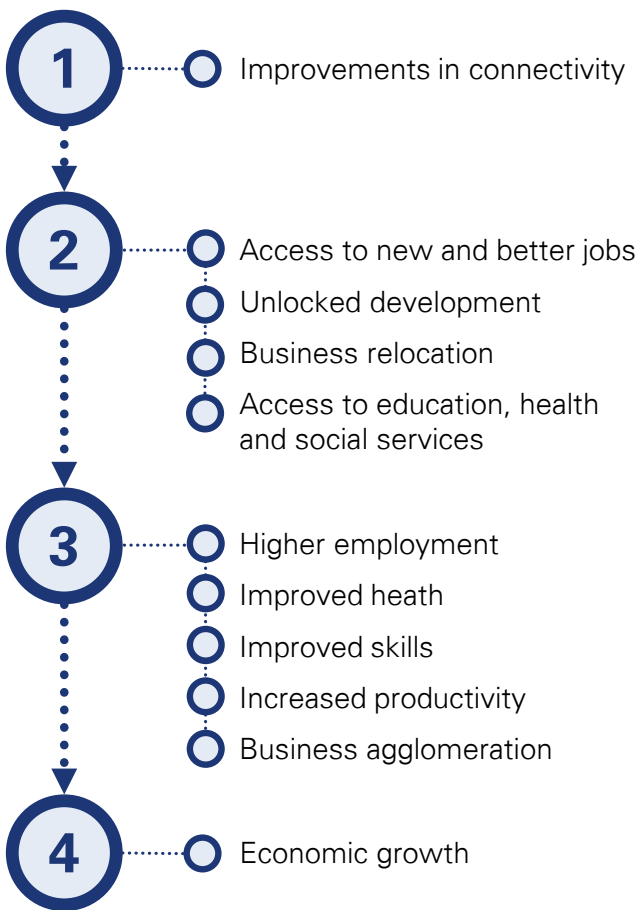 1
Improvements in connectivity
2
Access to new and better jobs
Unlocked development
Business relocation
Access to education, health
and social services
3
Higher employment
Improved heath
Improved skills
Increased productivity
Business agglomeration
4
Economic growth